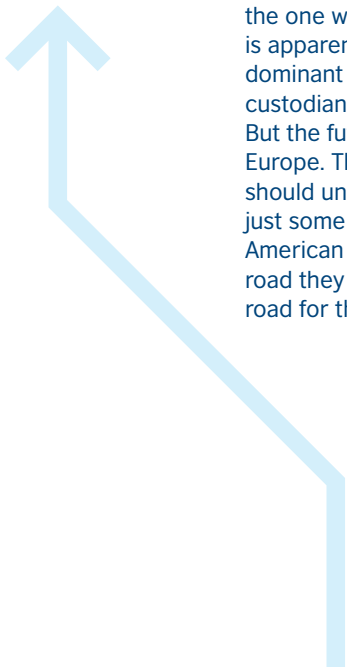 the one w
is apparen
dominant
custodian
But the fu
Europe. Th
should un
just some
American
road they
road for th